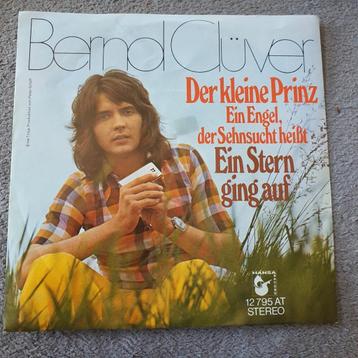 Bernd Clüver
Der kleine Prinz
Ein Engel,
der Sehnsucht heißt
Ein Stern
ging auf
HANSA
12 795 AT
STEREO